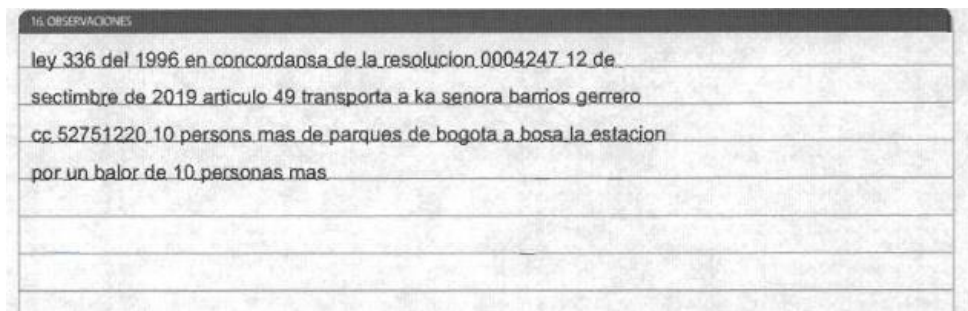 16. OBSERVACIONES
ley 336 del 1996 en concordansa de la resolucion 0004247 12 de
sectimbre de 2019 articulo 49 transporta a ka senora barrios gerrero
cc 52751220 10 persons mas de parques de bogota a bosa la estacion
por un balor de 10 personas mas